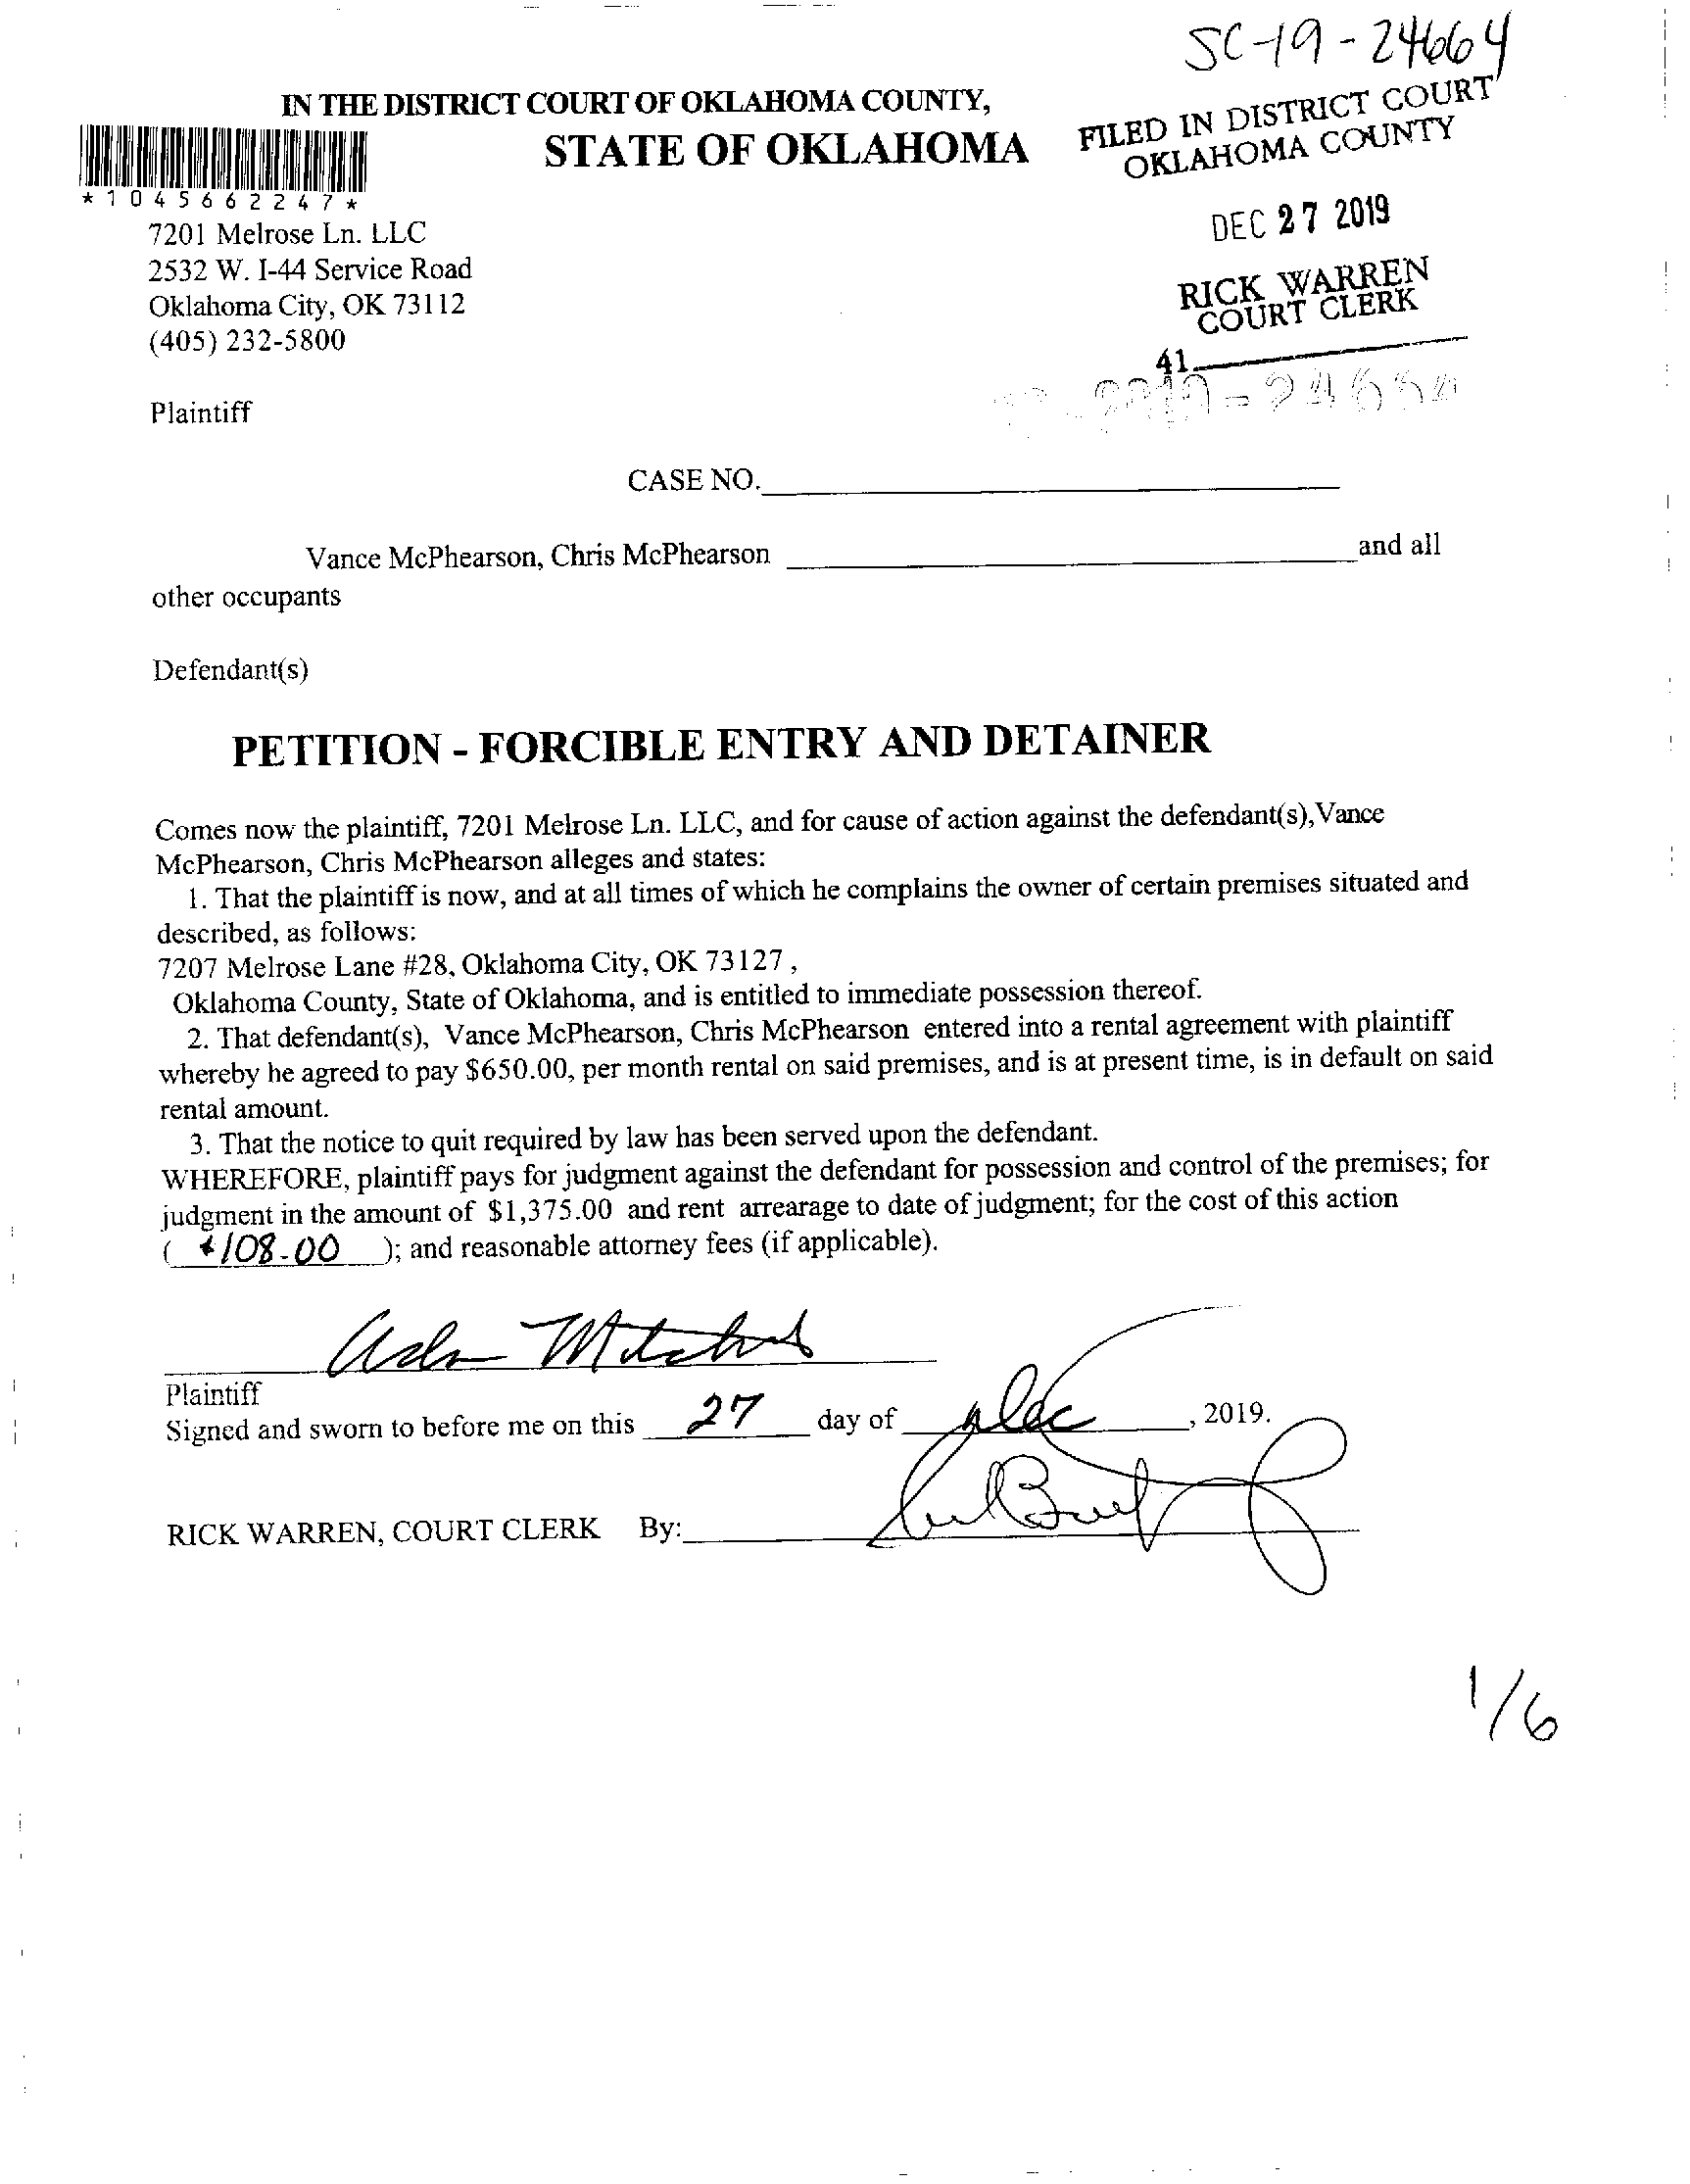 SC-19-24664
IN THE DISTRICT COURT OF OKLAHOMA COUNTY,
STATE OF OKLAHOMA
FILED IN DISTRICT COURT
OKLAHOMA COUNTY
*1045662247*
DEC 27 2019
7201 Melrose Ln. LLC
2532 W. I-44 Service Road
Oklahoma City, OK 73112
(405) 232-5800
RICK WARREN
COURT CLERK
41
Plaintiff
CASE NO.
Vance McPhearson, Chris McPhearson and all
other occupants
Defendant(s)
PETITION - FORCIBLE ENTRY AND DETAINER
Comes now the plaintiff, 7201 Melrose Ln. LLC, and for cause of action against the defendant(s),Vance
McPhearson, Chris McPhearson alleges and states:
1. That the plaintiff is now, and at all times of which he complains the owner of certain premises situated and
described, as follows:
7207 Melrose Lane #28, Oklahoma City, OK 73127 ,
Oklahoma County, State of Oklahoma, and is entitled to immediate possession thereof.
2. That defendant(s), Vance McPhearson, Chris McPhearson entered into a rental agreement with plaintiff
whereby he agreed to pay $650.00, per month rental on said premises, and is at present time, is in default on said
rental amount.
3. That the notice to quit required by law has been served upon the defendant.
WHEREFORE, plaintiff pays for judgment against the defendant for possession and control of the premises; for
judgment in the amount of $1,375.00 and rent arrearage to date of judgment; for the cost of this action
( $108.00 ); and reasonable attorney fees (if applicable).
Plaintiff
Signed and sworn to before me on this 27 day of dec, 2019.
RICK WARREN, COURT CLERK By:
1/6